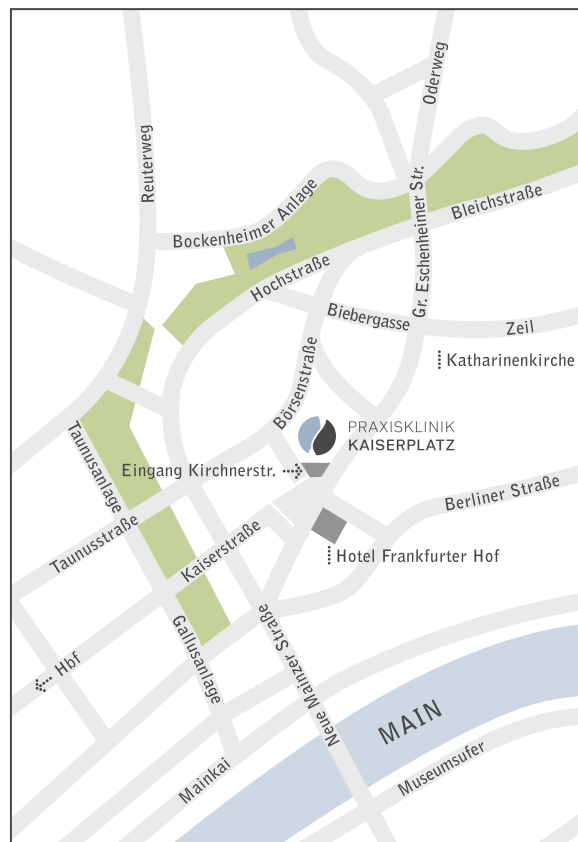 Oderweg
Reuterweg
Bockenheimer Anlage
Bleichstraße
Gr. Eschenheimer Str.
Hochstraße
Biebergasse
Zeil
Katharinenkirche
Börsenstraße
PRAXISKLINIK
KAISERPLATZ
Taunusanlage
Eingang Kirchnerstr.
Berliner Straße
Taunusstraße
Kaiserstraße
Hotel Frankfurter Hof
Gallusanlage
Neue Mainzer Straße
Hbf
MAIN
Mainkai
Museumsufer